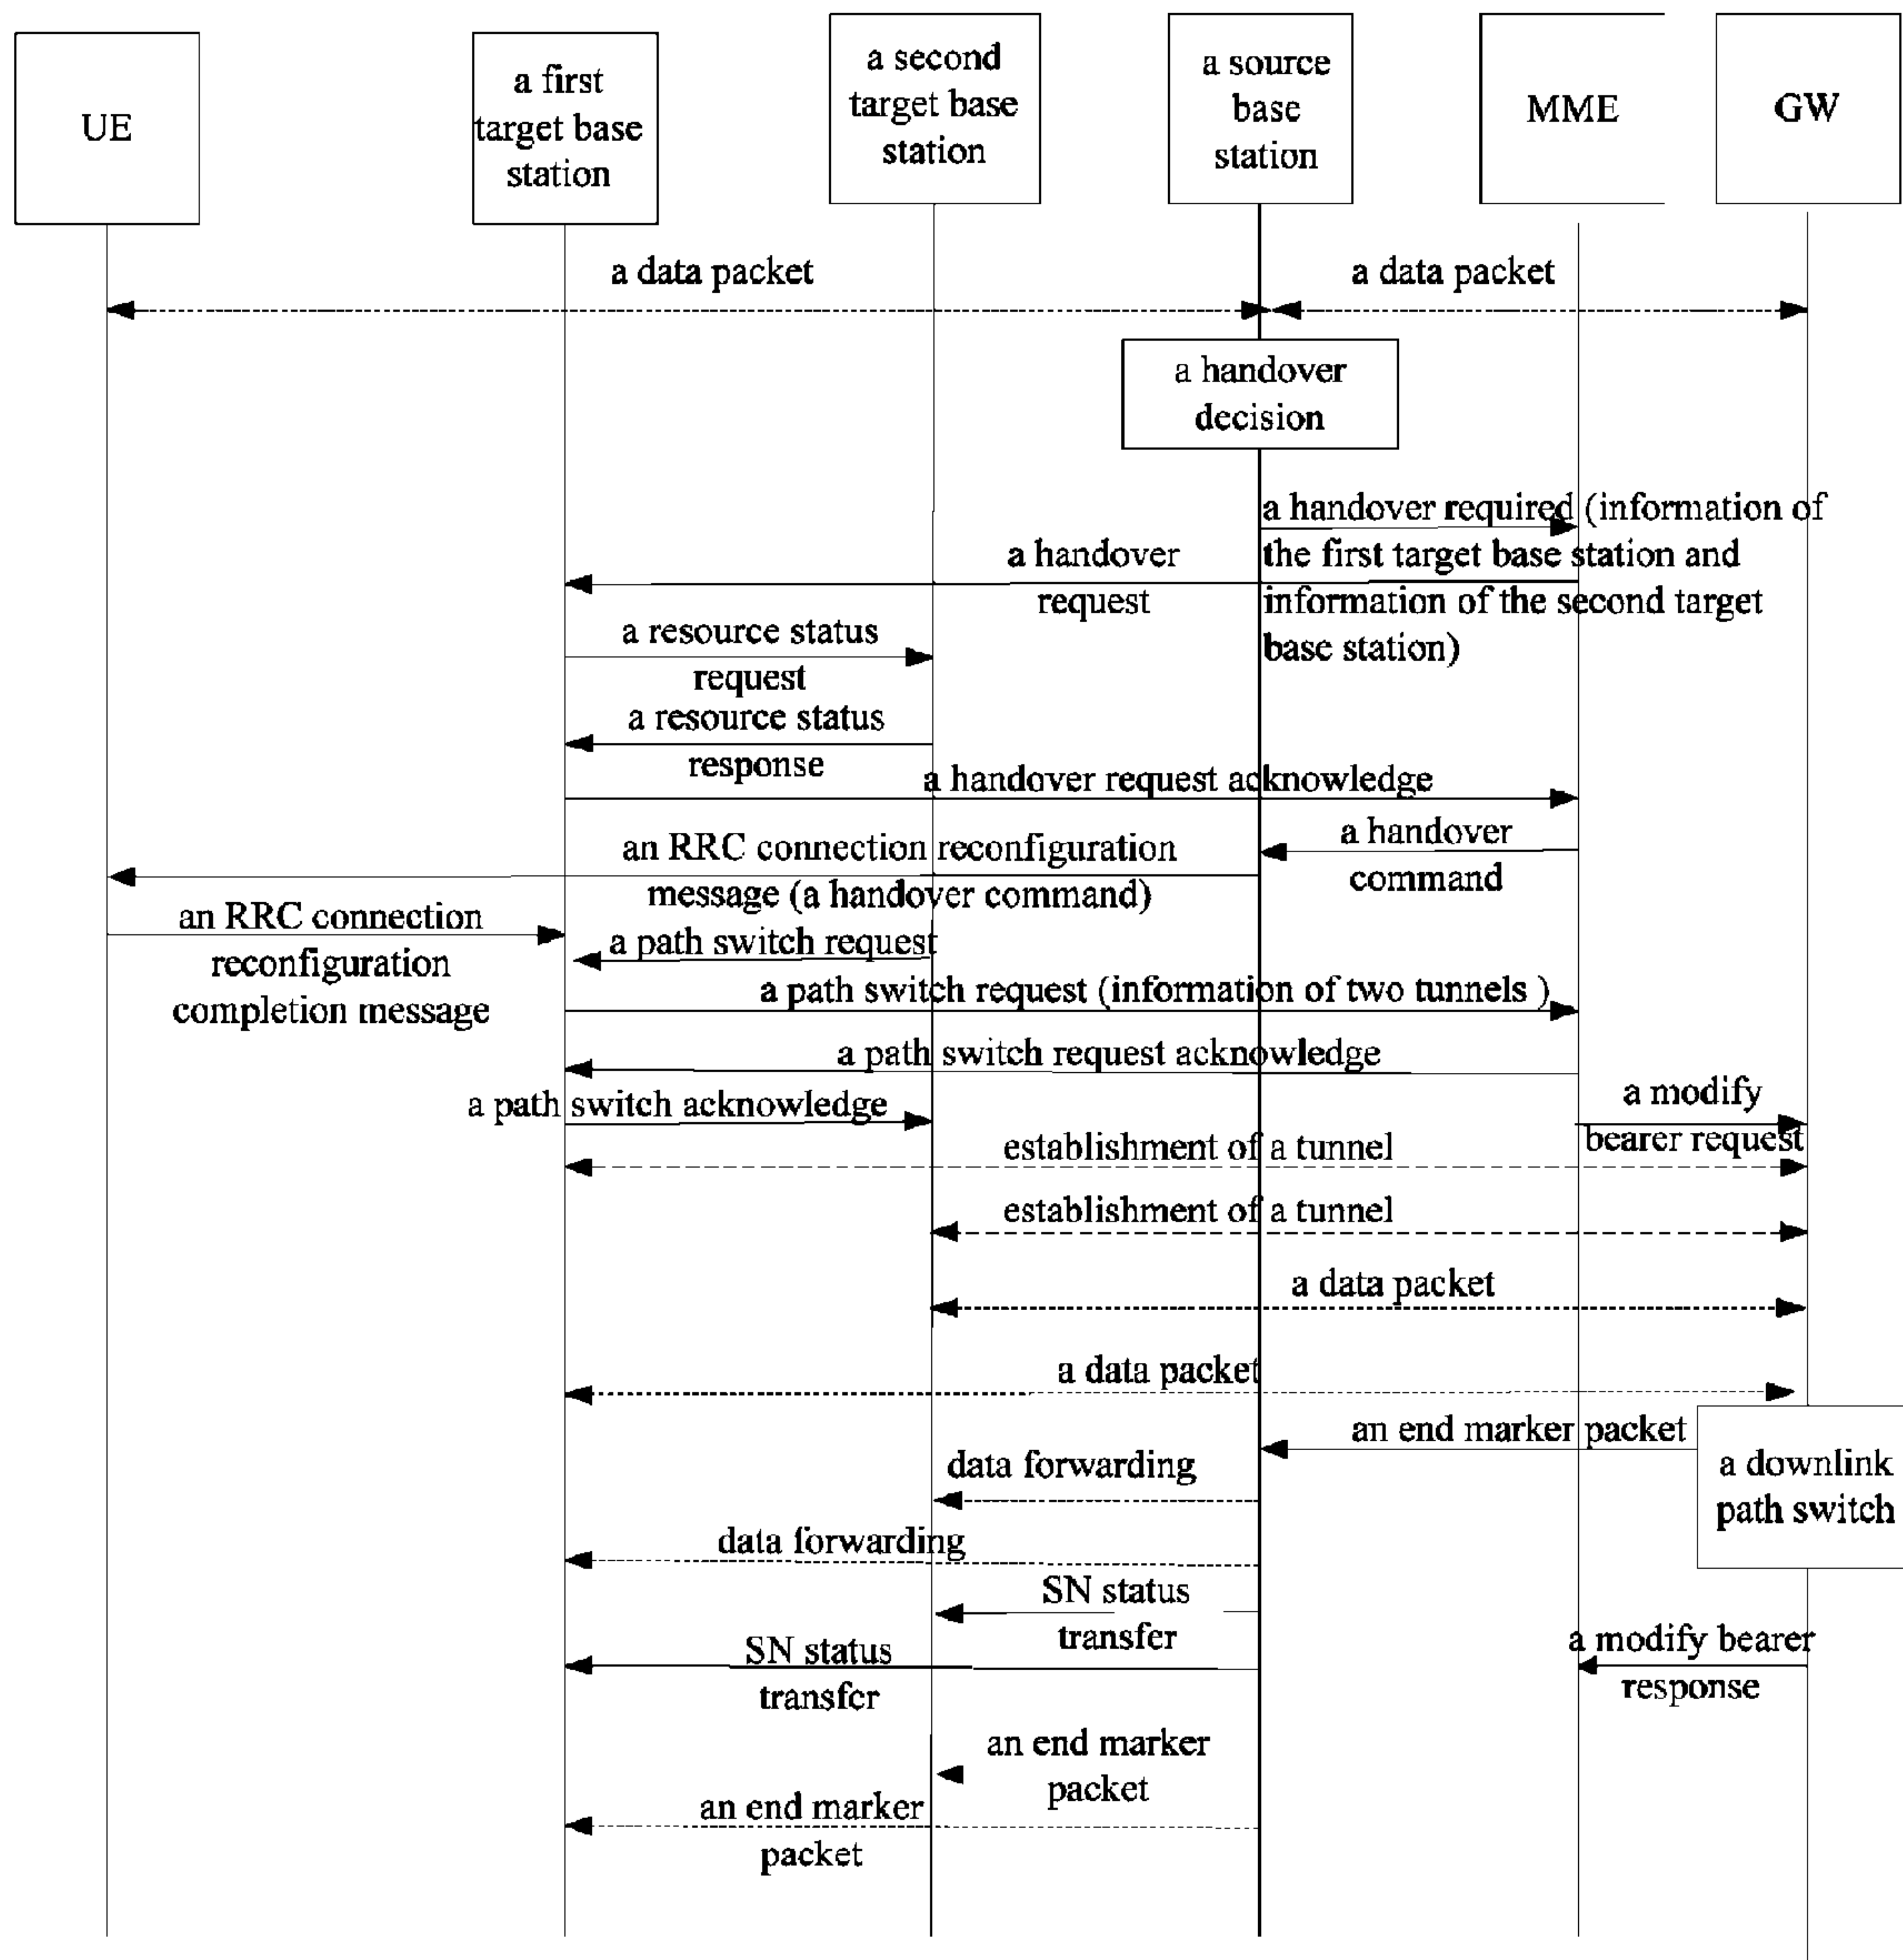 UE
a first
target base
station
a second
target base
station
a source
base
station
MME
GW
a data packet
a data packet
a handover
decision
a handover required (information of
the first target base station and
information of the second target
base station)
a handover
request
a resource status
request
a resource status
response
a handover request acknowledge
a handover
command
an RRC connection reconfiguration
message (a handover command)
an RRC connection
reconfiguration
completion message
a path switch request
a path switch request (information of two tunnels )
a path switch request acknowledge
a path switch acknowledge
a modify
bearer request
establishment of a tunnel
establishment of a tunnel
a data packet
a data packet
an end marker packet
a downlink
path switch
data forwarding
data forwarding
SN status
transfer
SN status
transfer
a modify bearer
response
an end marker
packet
an end marker
packet